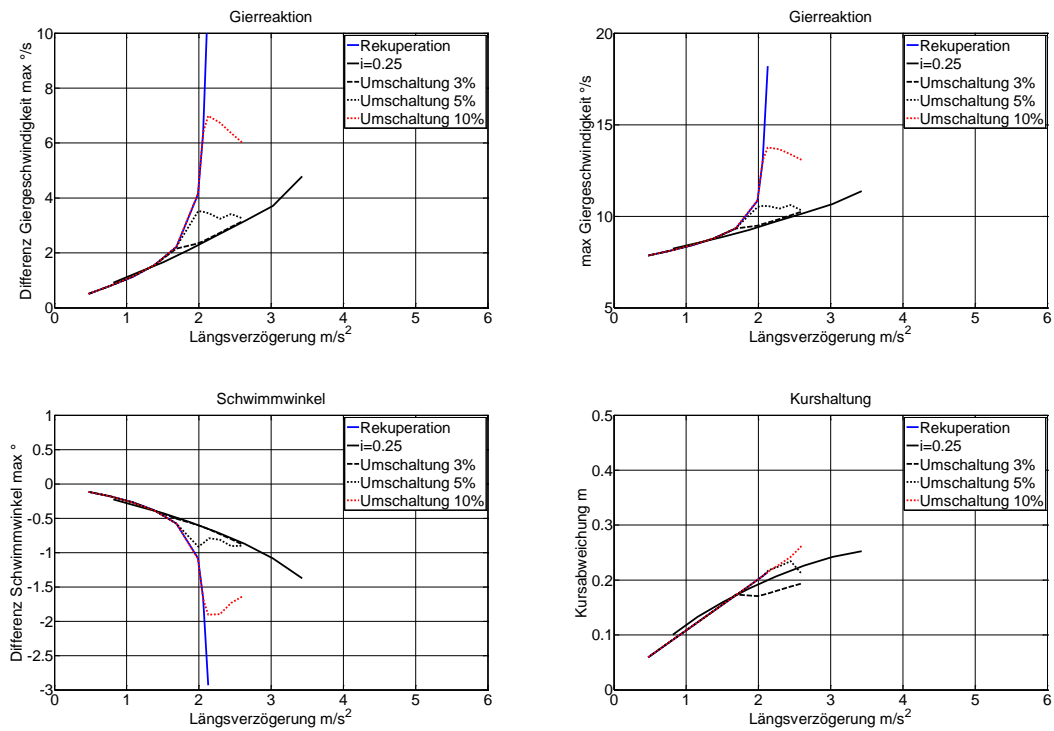 Gierreaktion
Differenz Giergeschwindigkeit max °/s
10
8
6
4
2
0
0 1 2 3 4 5 6
Längsverzögerung m/s²
Rekuperation
i=0.25
Umschaltung 3%
Umschaltung 5%
Umschaltung 10%
Gierreaktion
max Giergeschwindigkeit °/s
20
15
10
5
0 1 2 3 4 5 6
Längsverzögerung m/s²
Rekuperation
i=0.25
Umschaltung 3%
Umschaltung 5%
Umschaltung 10%
Schwimmwinkel
Differenz Schwimmwinkel max °
1
0.5
0
-0.5
-1
-1.5
-2
-2.5
-3
0 1 2 3 4 5 6
Längsverzögerung m/s²
Rekuperation
i=0.25
Umschaltung 3%
Umschaltung 5%
Umschaltung 10%
Kurshaltung
Kursabweichung m
0.5
0.4
0.3
0.2
0.1
0
0 1 2 3 4 5 6
Längsverzögerung m/s²
Rekuperation
i=0.25
Umschaltung 3%
Umschaltung 5%
Umschaltung 10%